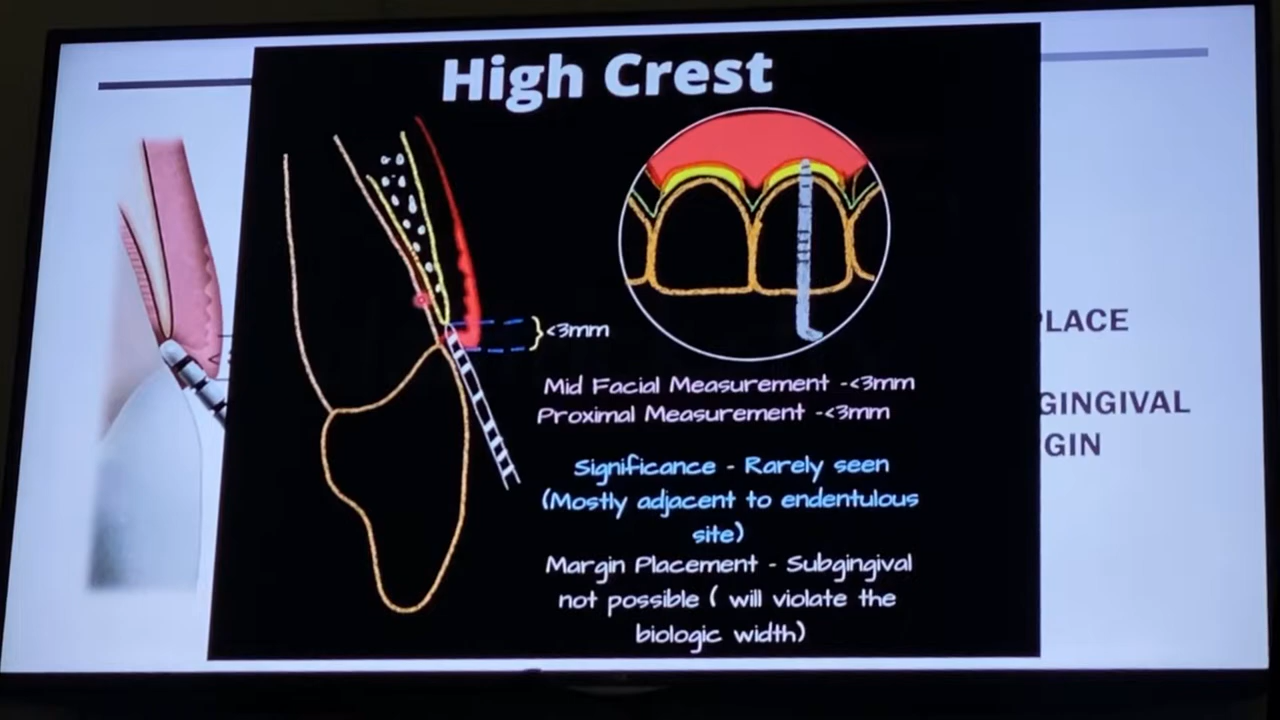 High Crest
<3mm
Mid Facial Measurement -<3mm
Proximal Measurement -<3mm
Significance - Rarely seen
(Mostly adjacent to endentulous
site)
Margin Placement - Subgingival
not possible ( will violate the
biologic width)
LACE
GINGIVAL
GIN